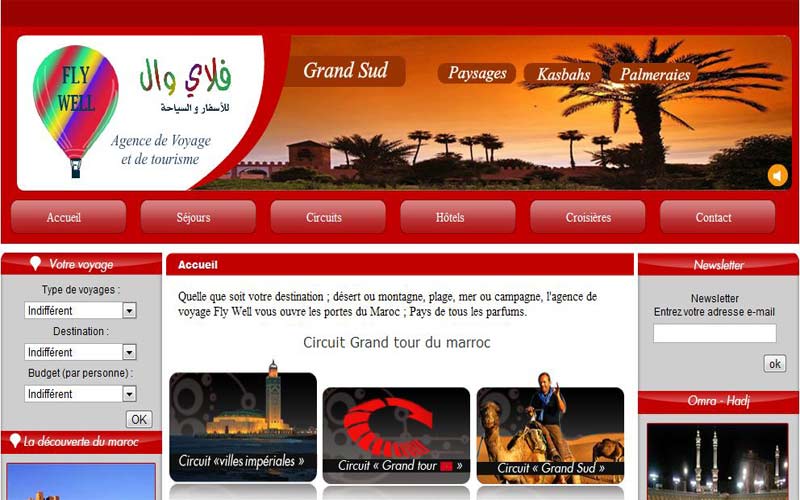 FLY
WELL
فلاي وال
للأسفار و السياحة
Agence de Voyage
et de tourisme
Grand Sud
Paysages
Kasbahs
Palmeraies
Accueil
Séjours
Circuits
Hôtels
Croisières
Contact
Votre voyage
Type de voyages :
Indifférent
Destination :
Indifférent
Budget (par personne) :
Indifférent
OK
La découverte du maroc
Accueil
Quelle que soit votre destination ; désert ou montagne, plage, mer ou campagne, l'agence de
voyage Fly Well vous ouvre les portes du Maroc ; Pays de tous les parfums.
Circuit Grand tour du marroc
Circuit «villes impériales »
Circuit « Grand tour »
Circuit « Grand Sud »
Newsletter
Newsletter
Entrez votre adresse e-mail
ok
Omra - Hadj